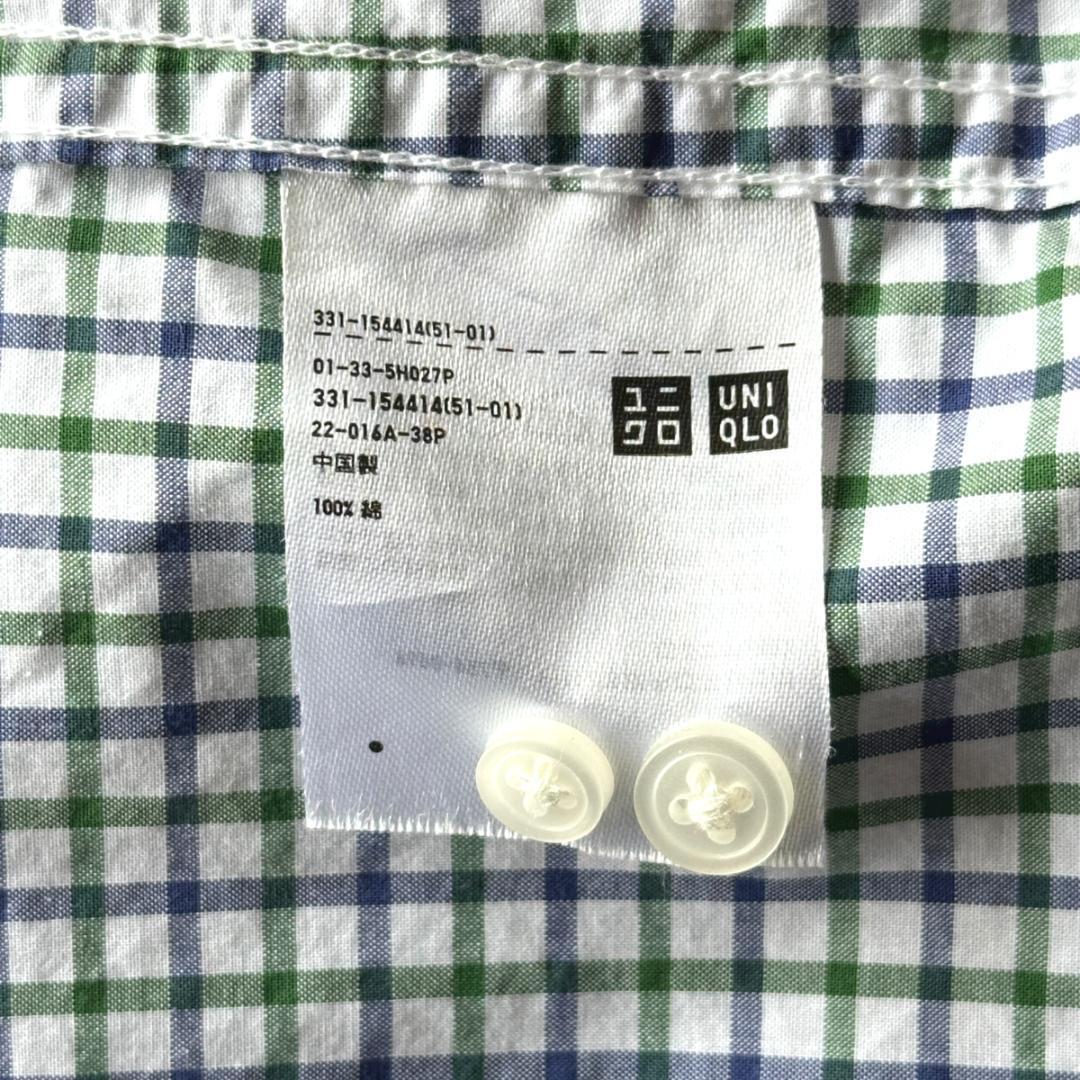 331-154414(51-01)
01-33-5H027P
331-154414(51-01)
22-016A-38P
中国製
100% 綿
ユニ
クロ
UNI
QLO